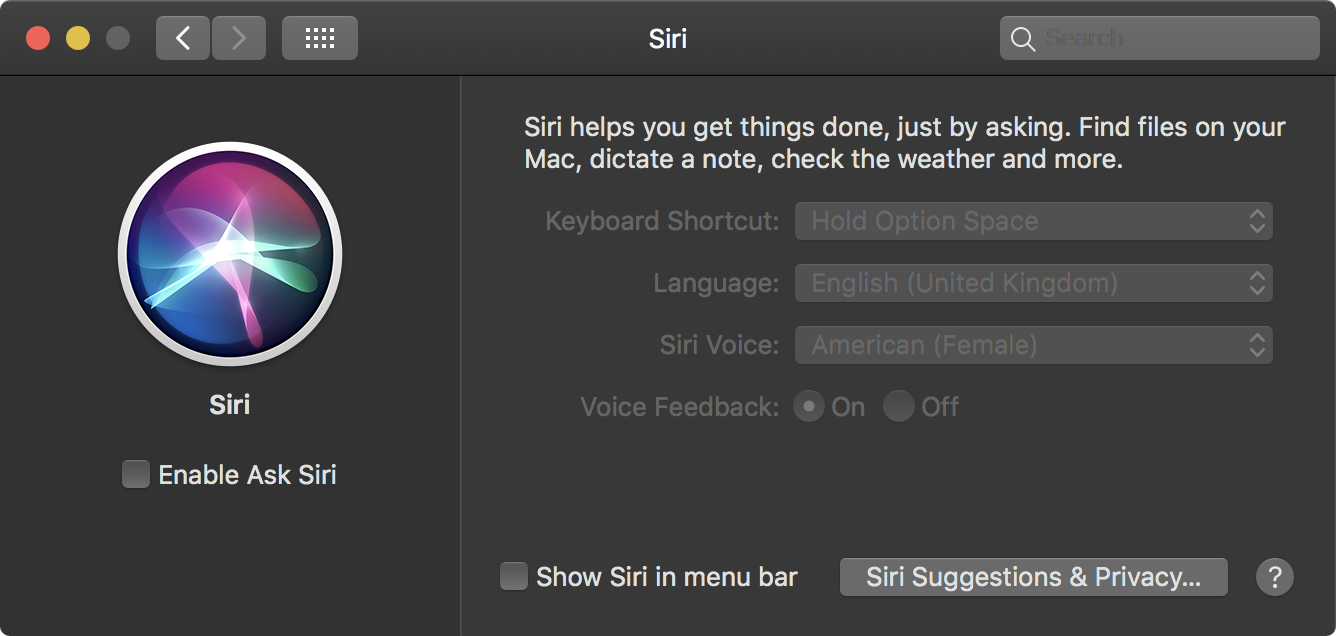 Siri
Search
Siri helps you get things done, just by asking. Find files on your
Mac, dictate a note, check the weather and more.
Keyboard Shortcut: Hold Option Space
Language: English (United Kingdom)
Siri Voice: American (Female)
Voice Feedback: On Off
Siri
Enable Ask Siri
Show Siri in menu bar Siri Suggestions & Privacy... ?